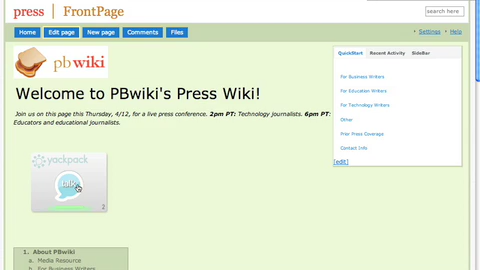 press | FrontPage
search here
Home Edit page New page Comments Files
Settings Help
pbwiki
QuickStart Recent Activity SideBar
Welcome to PBwiki's Press Wiki!
Join us on this page this Thursday, 4/12, for a live press conference. 2pm PT: Technology journalists. 6pm PT:
Educators and educational journalists.
For Business Writers
For Education Writers
For Technology Writers
Other
Prior Press Coverage
Contact Info
[edit]
yackpack
talk
2
1. About PBwiki
a. Media Resource
b. For Business Writers